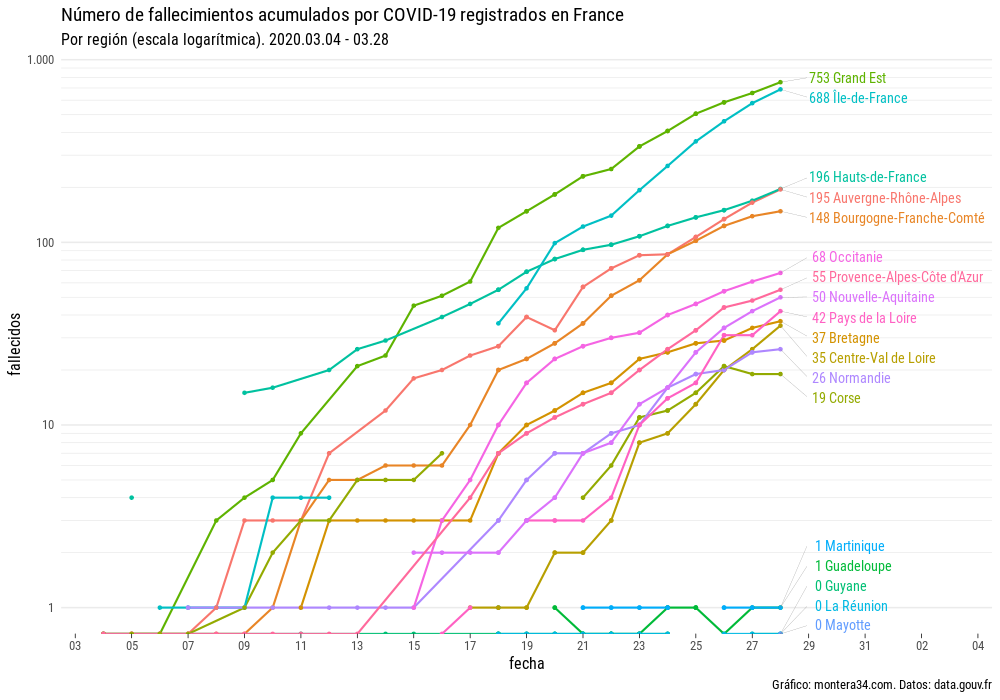 Número de fallecimientos acumulados por COVID-19 registrados en France
Por región (escala logarítmica). 2020.03.04 - 03.28
fallecidos
1.000
100
10
1
753 Grand Est
688 Île-de-France
196 Hauts-de-France
195 Auvergne-Rhône-Alpes
148 Bourgogne-Franche-Comté
68 Occitanie
55 Provence-Alpes-Côte d'Azur
50 Nouvelle-Aquitaine
42 Pays de la Loire
37 Bretagne
35 Centre-Val de Loire
26 Normandie
19 Corse
1 Martinique
1 Guadeloupe
0 Guyane
0 La Réunion
0 Mayotte
03 05 07 09 11 13 15 17 19 21 23 25 27 29 31 02 04
fecha
Gráfico: montera34.com. Datos: data.gouv.fr